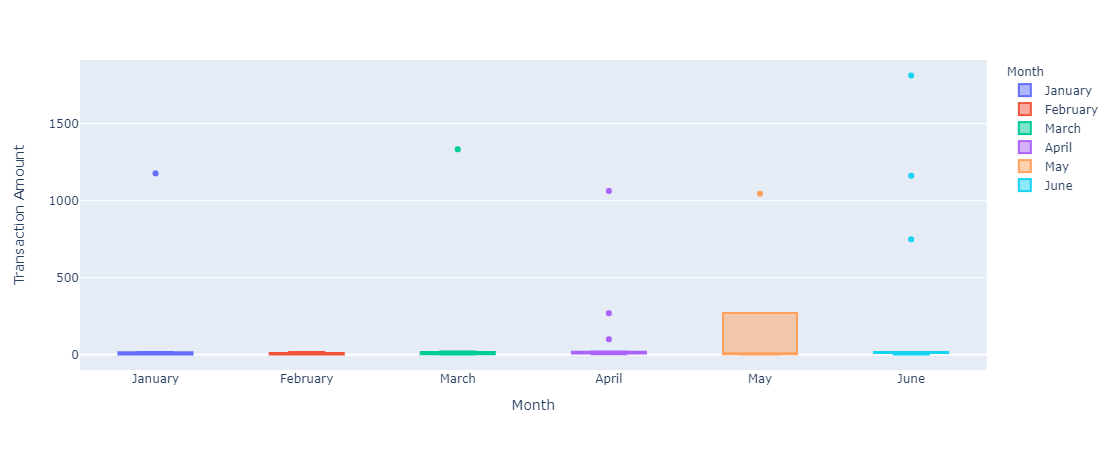 Month
January
February
March
April
May
June
Transaction Amount
1500
1000
500
0
January February March April May June
Month